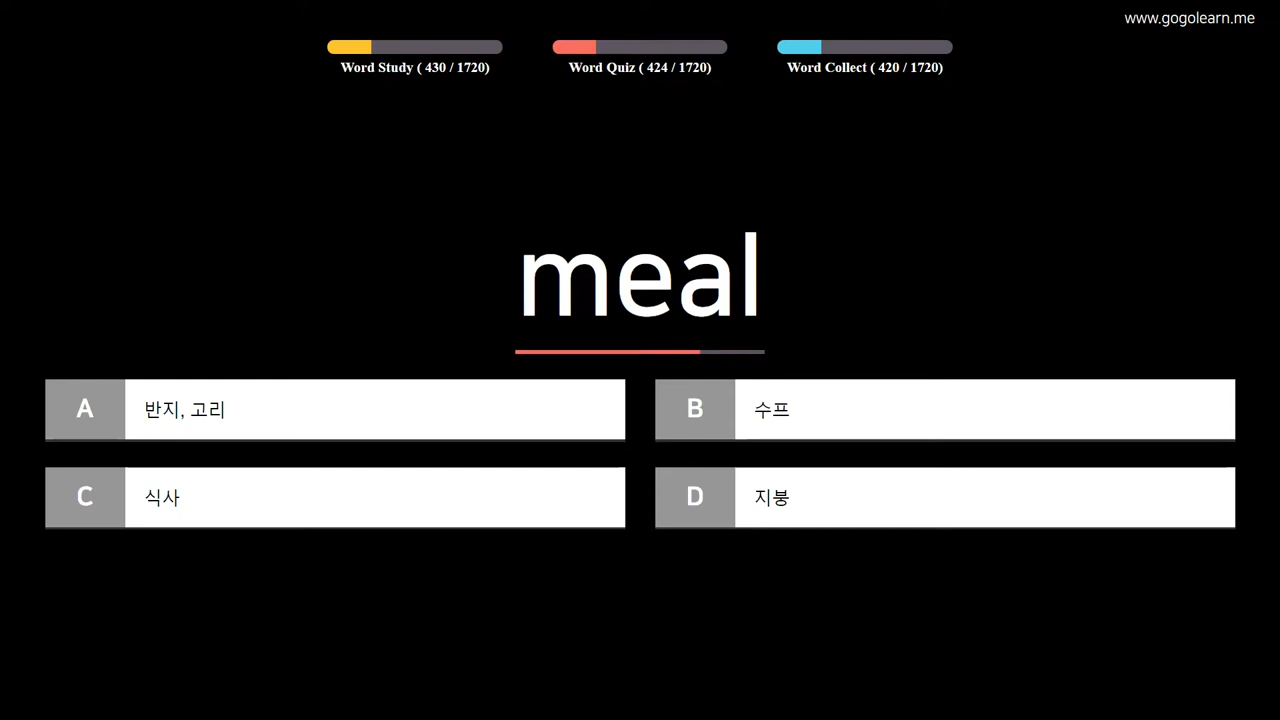 www.gogolearn.me
Word Study ( 430 / 1720)
Word Quiz ( 424 / 1720)
Word Collect ( 420 / 1720)
meal
A 반지, 고리
B 수프
C 식사
D 지붕